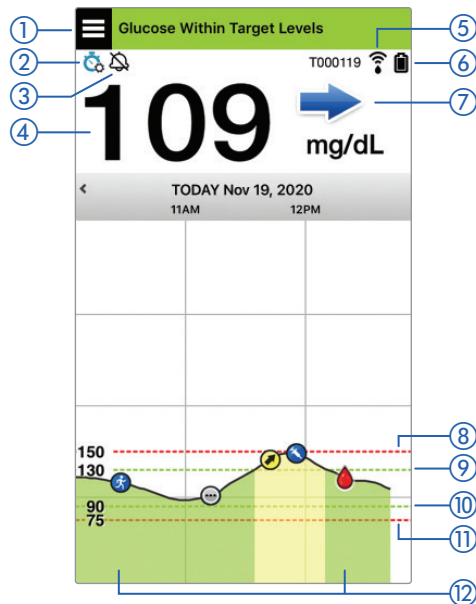 ① Glucose Within Target Levels ⑤
② T000119 ⑥
③
④ 109 mg/dL ⑦
TODAY Nov 19, 2020
11AM 12PM
150 ⑧
130 ⑨
90 ⑩
75 ⑪
⑫